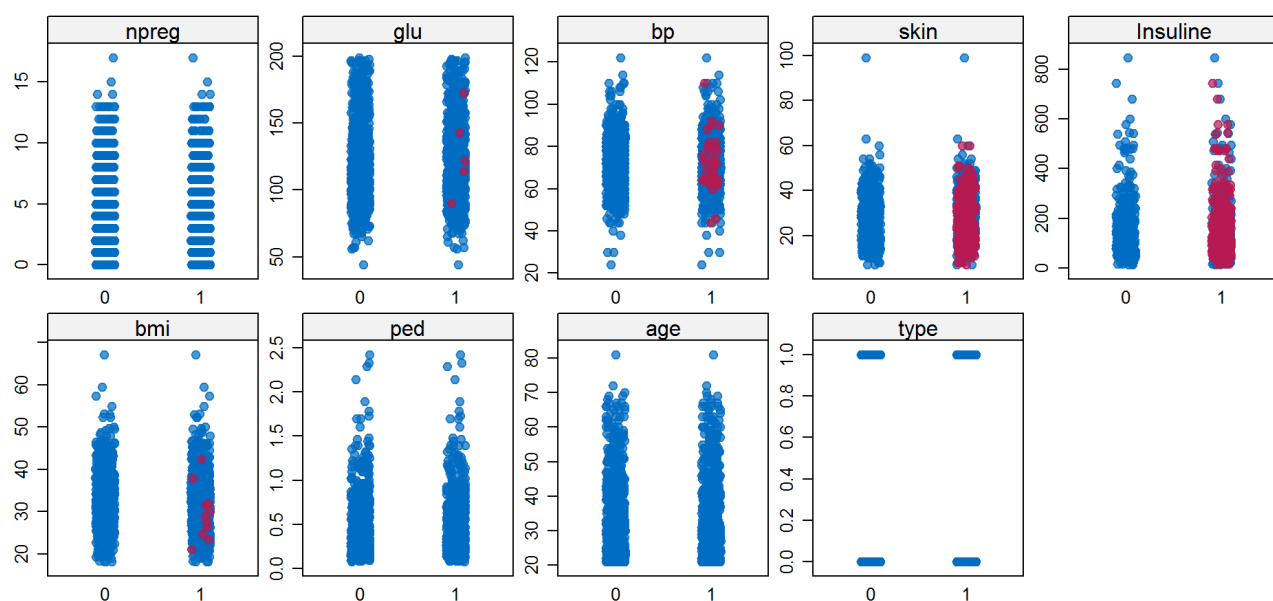 npreg glu bp skin Insuline
0 5 10 15
50 100 150 200
20 40 60 80 100 120
20 40 60 80 100
0 200 400 600 800
0 1 0 1 0 1 0 1 0 1
bmi ped age type
20 30 40 50 60
0.0 0.5 1.0 1.5 2.0 2.5
20 30 40 50 60 70 80
0.0 0.2 0.4 0.6 0.8 1.0
0 1 0 1 0 1 0 1